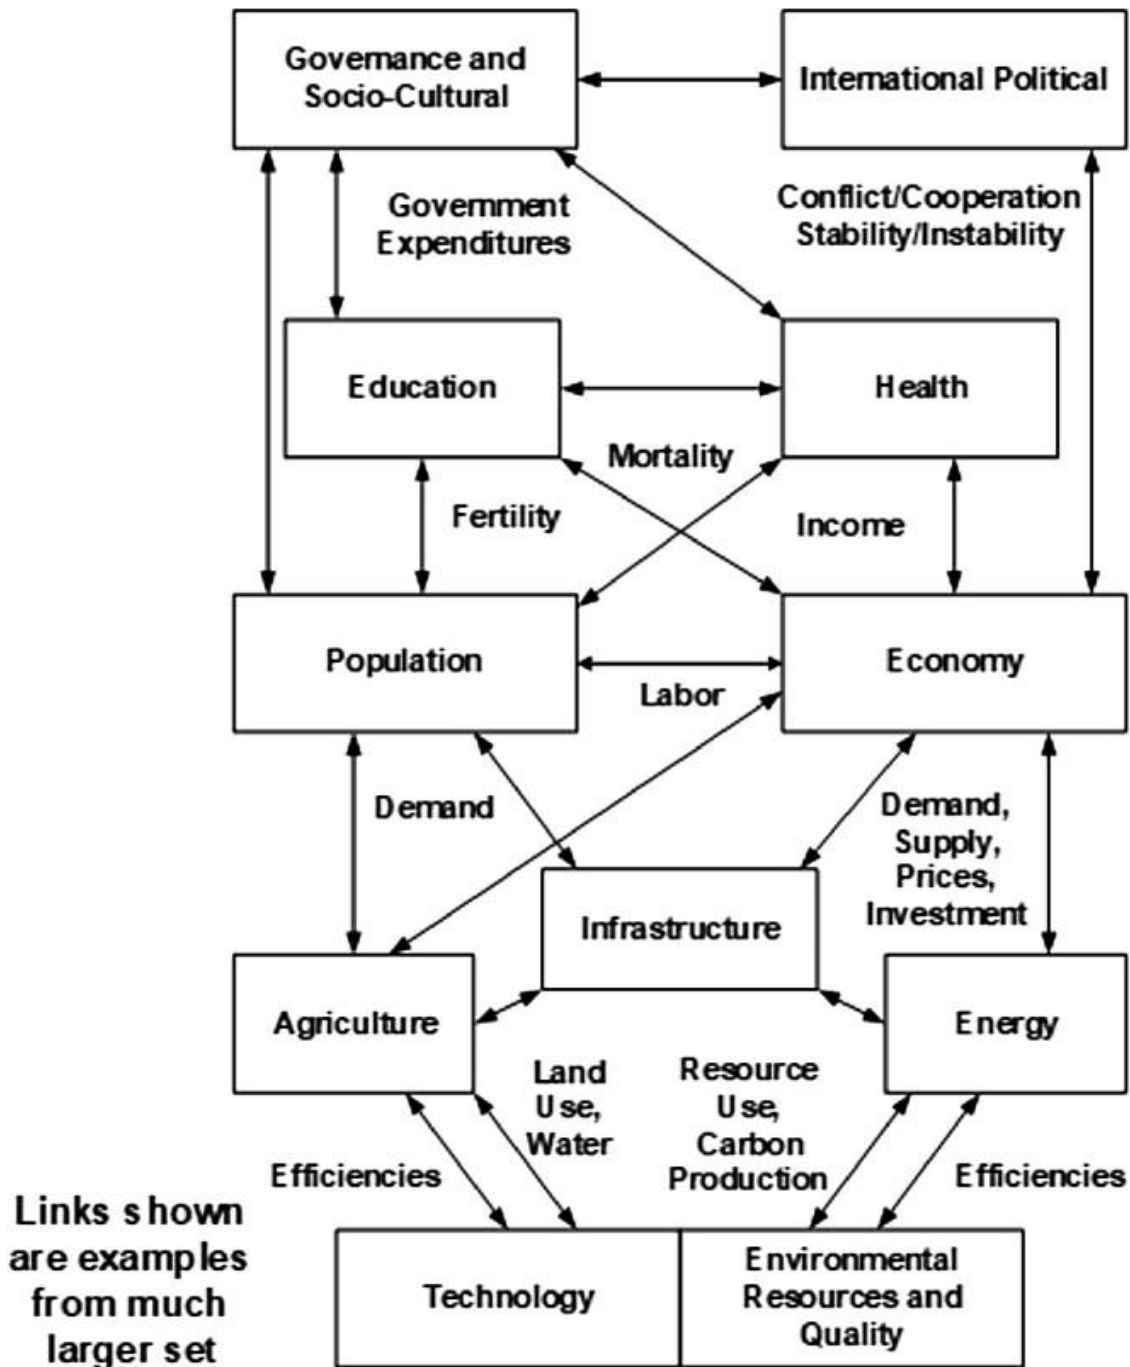 Governance and
Socio-Cultural
International Political
Government
Expenditures
Conflict/Cooperation
Stability/Instability
Education
Health
Mortality
Fertility
Income
Population
Economy
Labor
Demand
Demand,
Supply,
Prices,
Investment
Infrastructure
Agriculture
Energy
Land
Use,
Water
Resource
Use,
Carbon
Production
Efficiencies
Efficiencies
Links shown
are examples
from much
larger set
Technology
Environmental
Resources and
Quality